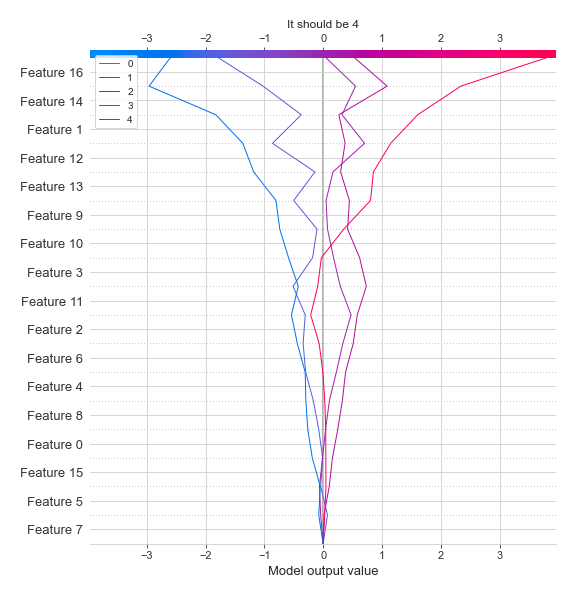 It should be 4
−3 −2 −1 0 1 2 3
0
1
2
3
4
Feature 16
Feature 14
Feature 1
Feature 12
Feature 13
Feature 9
Feature 10
Feature 3
Feature 11
Feature 2
Feature 6
Feature 4
Feature 8
Feature 0
Feature 15
Feature 5
Feature 7
−3 −2 −1 0 1 2 3
Model output value